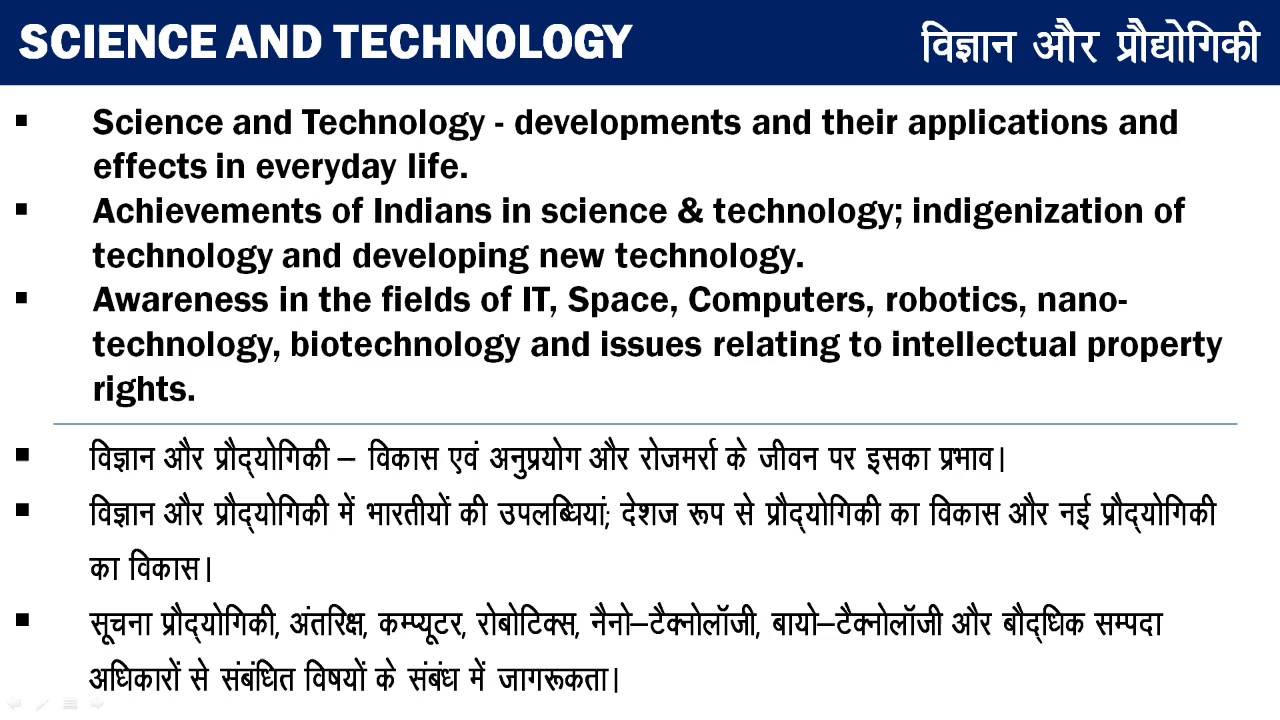 SCIENCE AND TECHNOLOGY
विज्ञान और प्रौद्योगिकी
▪ Science and Technology - developments and their applications and
effects in everyday life.
▪ Achievements of Indians in science & technology; indigenization of
technology and developing new technology.
▪ Awareness in the fields of IT, Space, Computers, robotics, nano-
technology, biotechnology and issues relating to intellectual property
rights.
▪ विज्ञान और प्रौद्योगिकी – विकास एवं अनुप्रयोग और रोजमर्रा के जीवन पर इसका प्रभाव।
▪ विज्ञान और प्रौद्योगिकी में भारतीयों की उपलब्धियां; देशज रूप से प्रौद्योगिकी का विकास और नई प्रौद्योगिकी
का विकास।
▪ सूचना प्रौद्योगिकी, अंतरिक्ष, कम्प्यूटर, रोबोटिक्स, नैनो–टैक्नोलॉजी, बायो–टैक्नोलॉजी और बौद्धिक सम्पदा
अधिकारों से संबंधित विषयों के संबंध में जागरूकता।